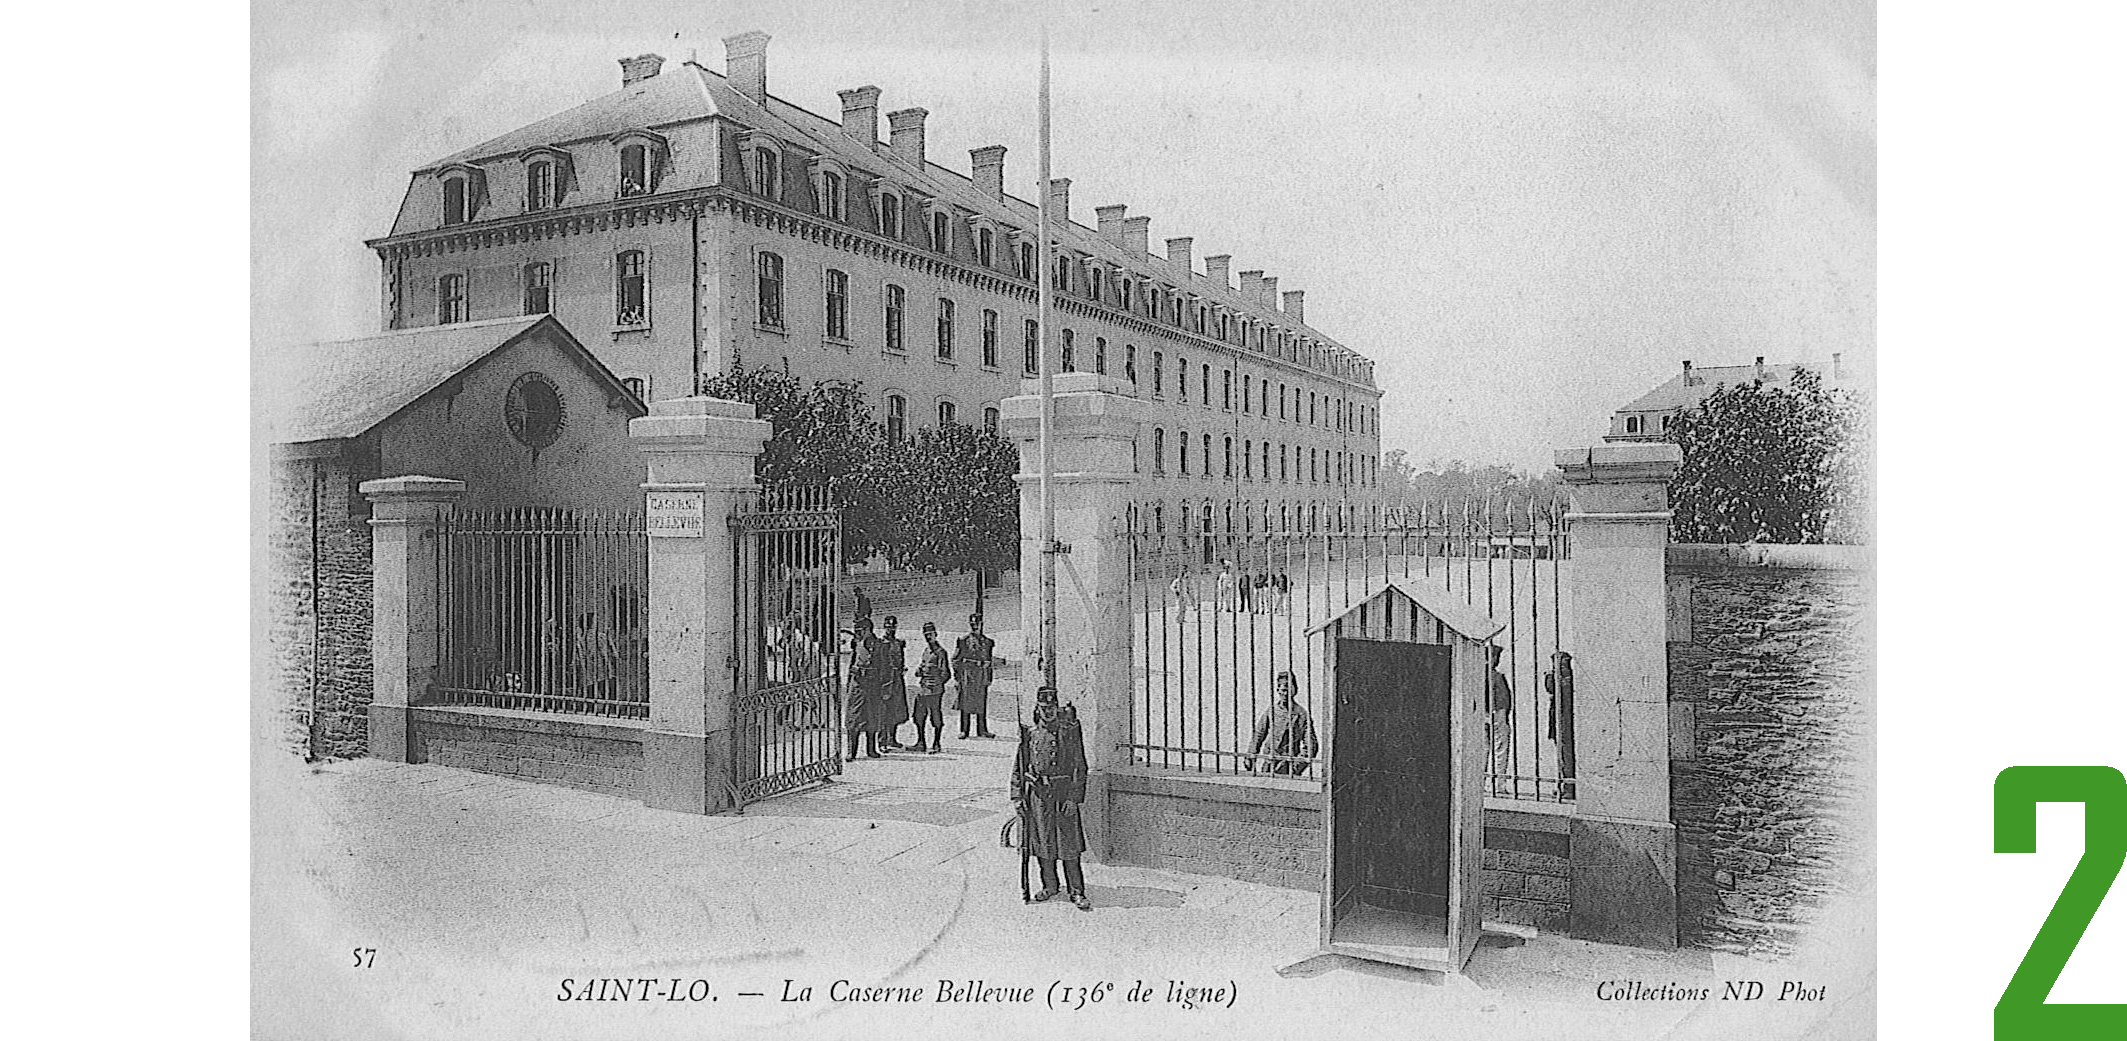 CASERNE
BELLEVUE
57
SAINT-LO. — La Caserne Bellevue (136e de ligne)
Collections ND Phot
2